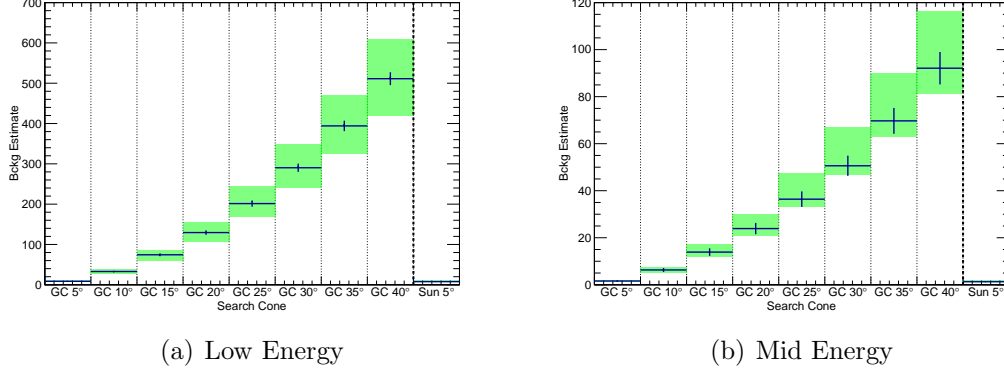 700
600
500
400
300
200
100
0
Bckg Estimate
GC 5° GC 10° GC 15° GC 20° GC 25° GC 30° GC 35° GC 40° Sun 5°
Search Cone
(a) Low Energy
120
100
80
60
40
20
0
Bckg Estimate
GC 5° GC 10° GC 15° GC 20° GC 25° GC 30° GC 35° GC 40° Sun 5°
Search Cone
(b) Mid Energy